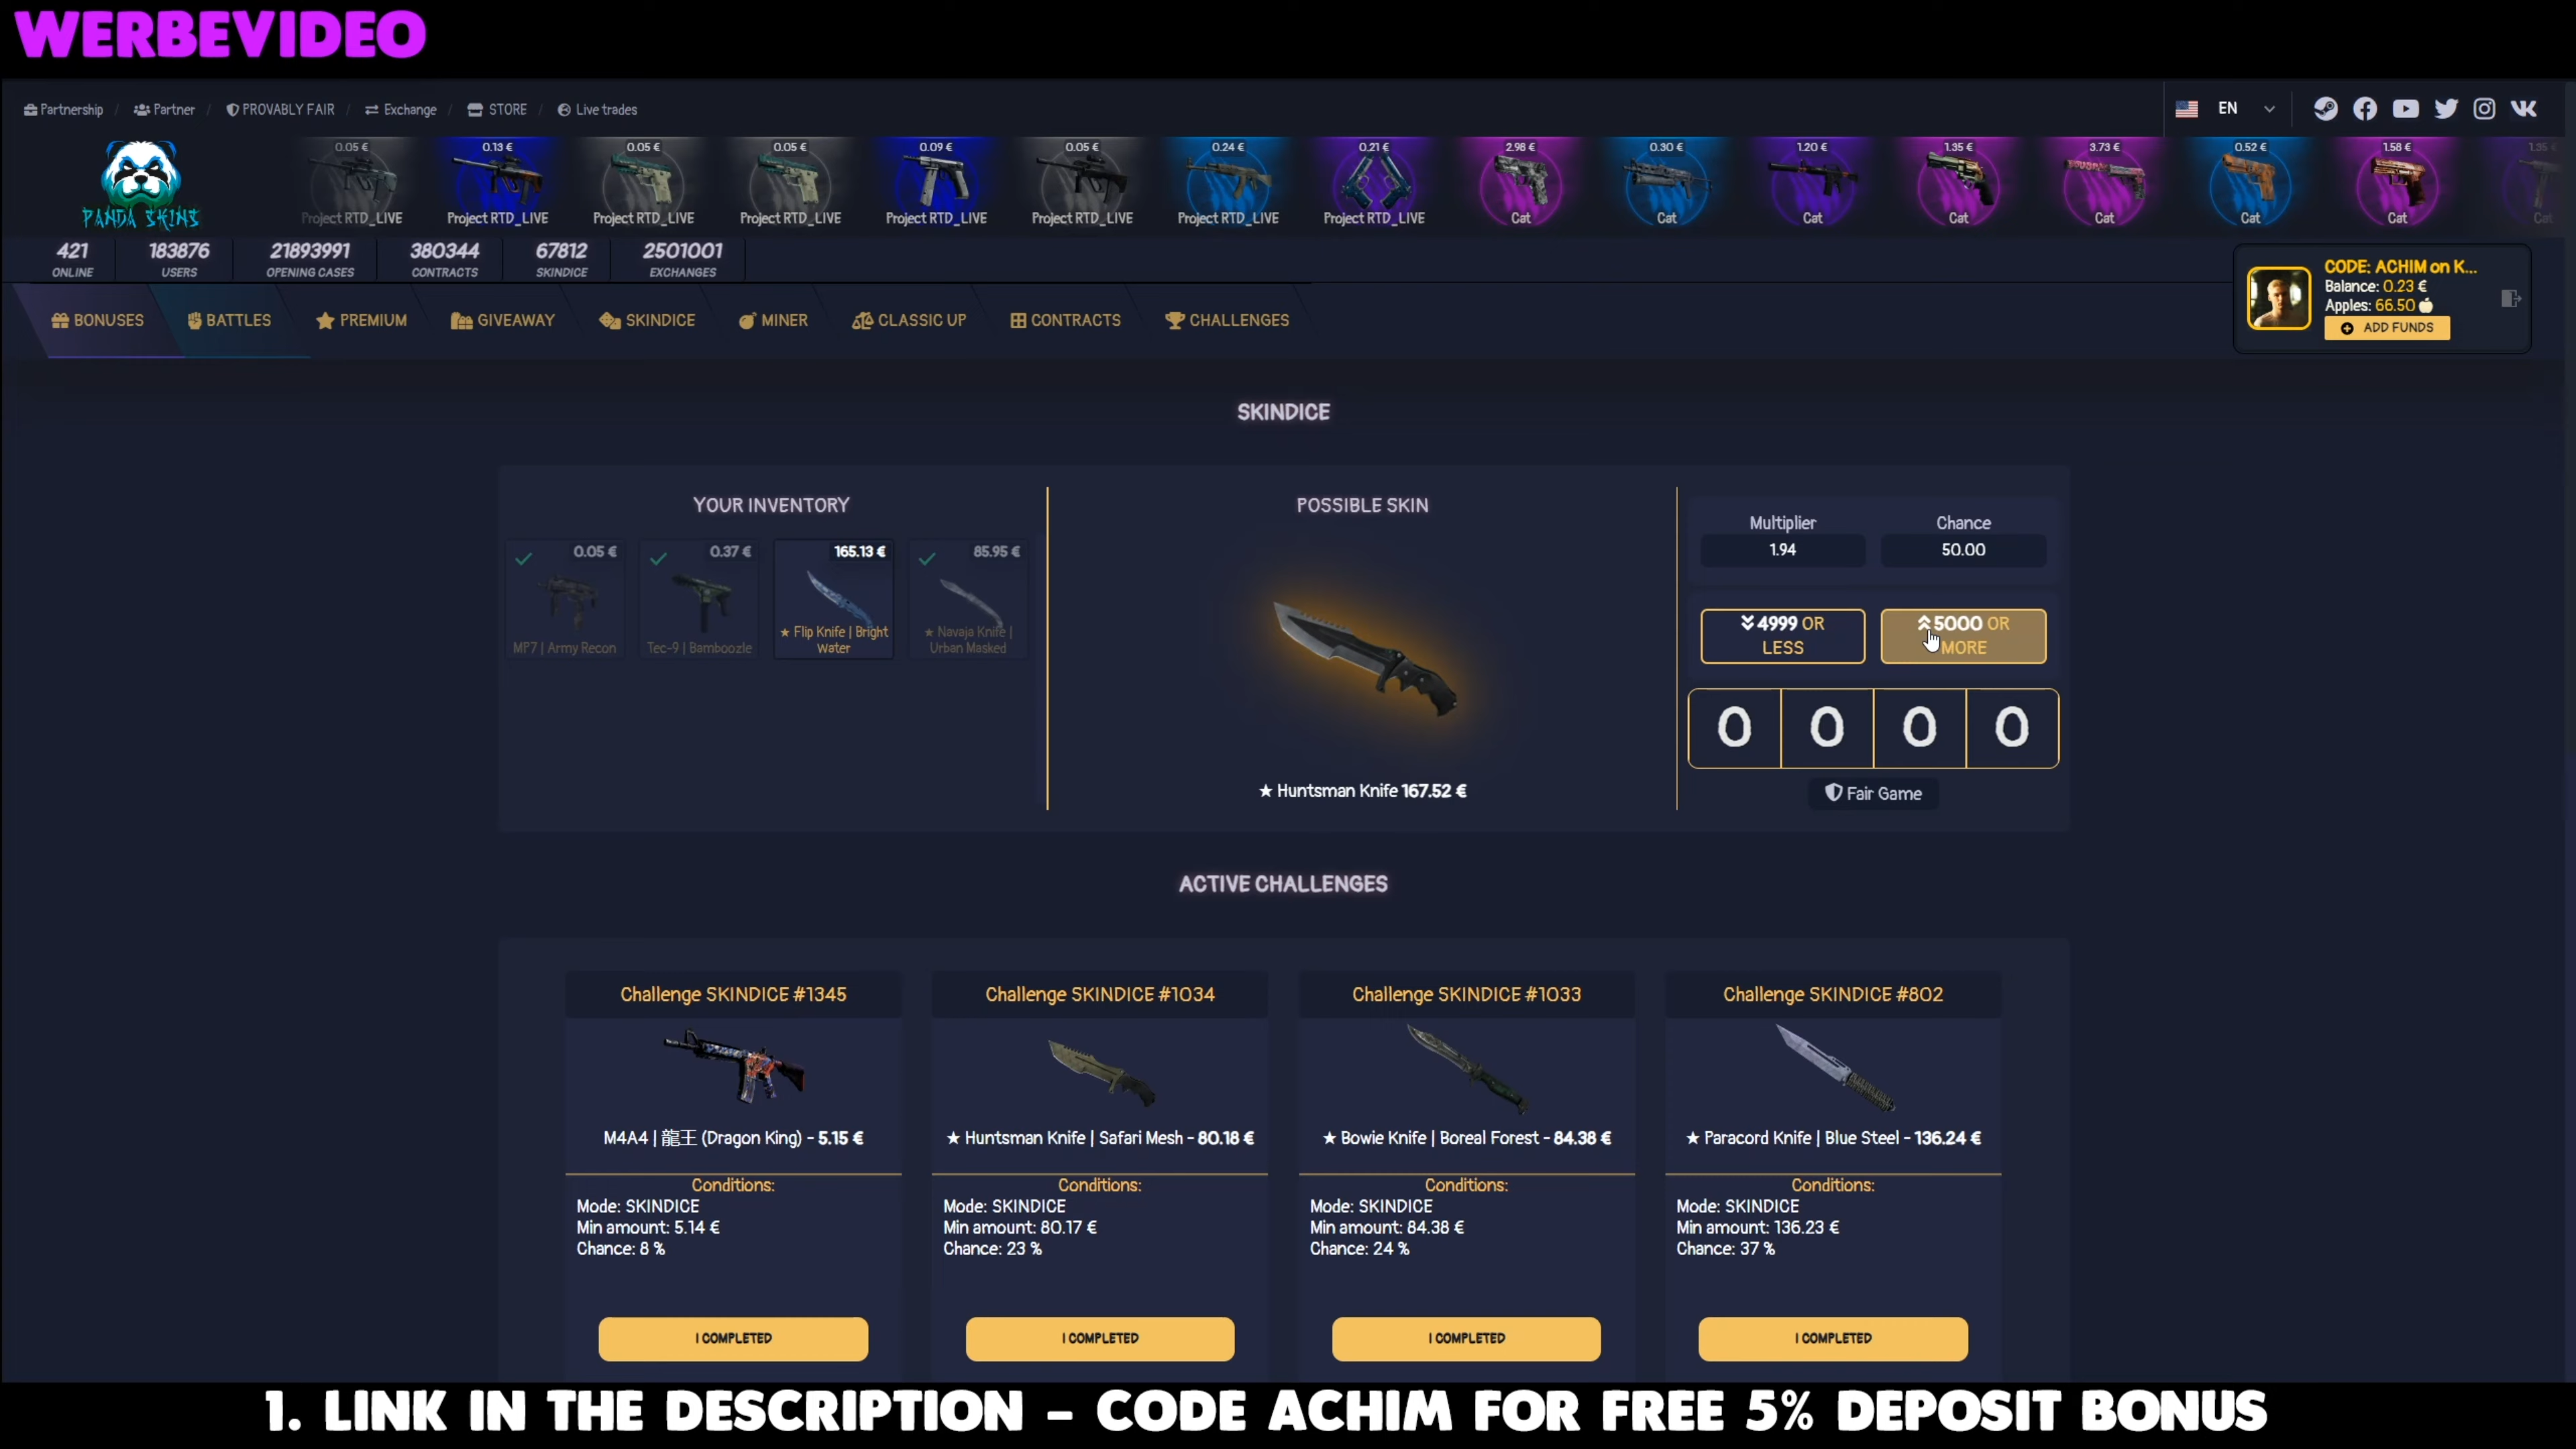 WERBEVIDEO
Partnership / Partner / PROVABLY FAIR / Exchange / STORE / Live trades
EN
PANDA SKINS
0.05 € 0.13 € 0.05 € 0.05 € 0.09 € 0.05 € 0.24 € 0.21 € 2.98 € 0.30 € 1.20 € 1.35 € 3.73 € 0.52 € 1.58 € 1.35 €
Project RTD_LIVE Project RTD_LIVE Project RTD_LIVE Project RTD_LIVE Project RTD_LIVE Project RTD_LIVE Project RTD_LIVE Project RTD_LIVE Cat Cat Cat Cat Cat Cat Cat Cat
421 183876 21893991 380344 67812 2501001
ONLINE USERS OPENING CASES CONTRACTS SKINDICE EXCHANGES
CODE: ACHIM on K...
Balance: 0.23 €
Apples: 66.50
ADD FUNDS
BONUSES BATTLES PREMIUM GIVEAWAY SKINDICE MINER CLASSIC UP CONTRACTS CHALLENGES
SKINDICE
YOUR INVENTORY
0.05 € 0.37 € 165.13 € 85.95 €
MP7 | Army Recon
Tec-9 | Bamboozle
★ Flip Knife | Bright
Water
★ Navaja Knife |
Urban Masked
POSSIBLE SKIN
★ Huntsman Knife 167.52 €
Multiplier Chance
1.94 50.00
4999 OR
LESS
5000 OR
MORE
0 0 0 0
Fair Game
ACTIVE CHALLENGES
Challenge SKINDICE #1345
M4A4 | 龍王 (Dragon King) - 5.15 €
Conditions:
Mode: SKINDICE
Min amount: 5.14 €
Chance: 8 %
I COMPLETED
Challenge SKINDICE #1034
★ Huntsman Knife | Safari Mesh - 80.18 €
Conditions:
Mode: SKINDICE
Min amount: 80.17 €
Chance: 23 %
I COMPLETED
Challenge SKINDICE #1033
★ Bowie Knife | Boreal Forest - 84.38 €
Conditions:
Mode: SKINDICE
Min amount: 84.38 €
Chance: 24 %
I COMPLETED
Challenge SKINDICE #802
★ Paracord Knife | Blue Steel - 136.24 €
Conditions:
Mode: SKINDICE
Min amount: 136.23 €
Chance: 37 %
I COMPLETED
1. LINK IN THE DESCRIPTION - CODE ACHIM FOR FREE 5% DEPOSIT BONUS